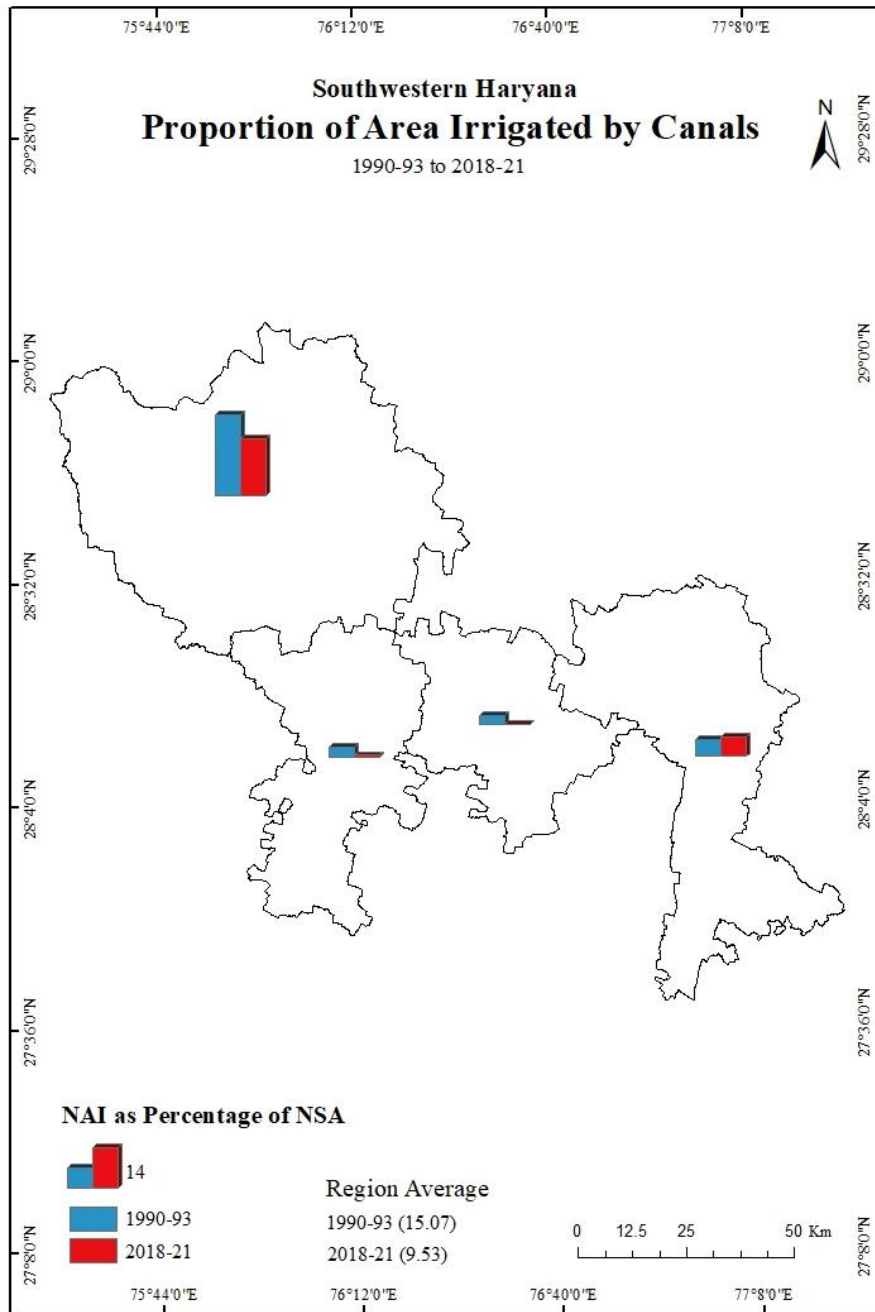 75°44'0"E 76°12'0"E 76°40'0"E 77°8'0"E
Southwestern Haryana
Proportion of Area Irrigated by Canals
1990-93 to 2018-21
N
29°28'0"N 29°28'0"N
29°0'0"N 29°0'0"N
28°32'0"N 28°32'0"N
28°4'0"N 28°4'0"N
27°36'0"N 27°36'0"N
27°8'0"N 27°8'0"N
NAI as Percentage of NSA
14
1990-93
2018-21
Region Average
1990-93 (15.07)
2018-21 (9.53)
0 12.5 25 50 Km
75°44'0"E 76°12'0"E 76°40'0"E 77°8'0"E